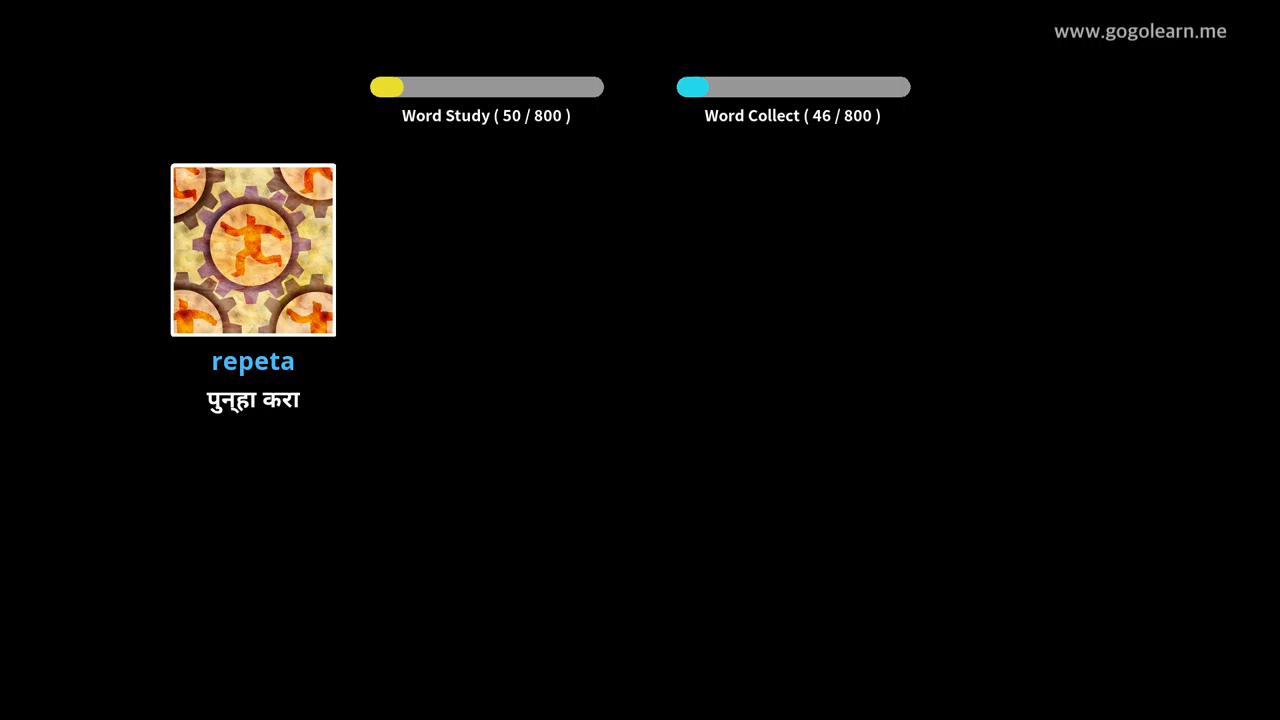 www.gogolearn.me
Word Study ( 50 / 800 )
Word Collect ( 46 / 800 )
repeta
पुन्हा करा